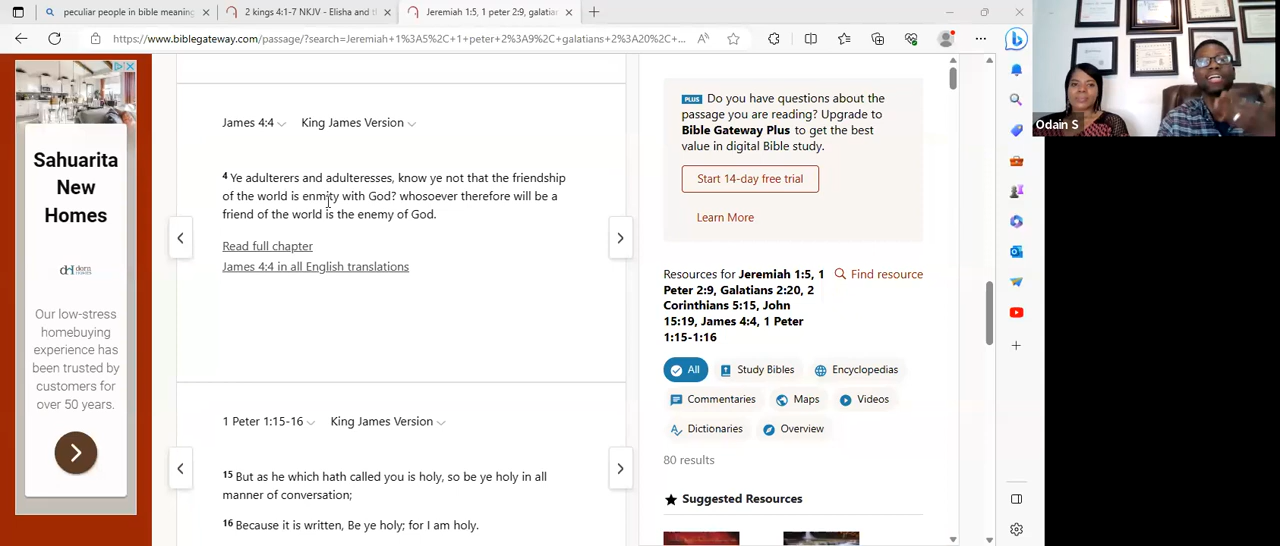 peculiar people in bible meaning
2 kings 4:1-7 NKJV - Elisha and t
Jeremiah 1:5, 1 peter 2:9, galatia
https://www.biblegateway.com/passage/?search=Jeremiah+1%3A5%2C+1+peter+2%3A9%2C+galatians+2%3A20%2C+...
Sahuarita
New
Homes
Our low-stress
homebuying
experience has
been trusted by
customers for
over 50 years.
James 4:4
King James Version
4 Ye adulterers and adulteresses, know ye not that the friendship
of the world is enmity with God? whosoever therefore will be a
friend of the world is the enemy of God.
Read full chapter
James 4:4 in all English translations
1 Peter 1:15-16
King James Version
15 But as he which hath called you is holy, so be ye holy in all
manner of conversation;
16 Because it is written, Be ye holy; for I am holy.
PLUS Do you have questions about the
passage you are reading? Upgrade to
Bible Gateway Plus to get the best
value in digital Bible study.
Start 14-day free trial
Learn More
Resources for Jeremiah 1:5, 1
Peter 2:9, Galatians 2:20, 2
Corinthians 5:15, John
15:19, James 4:4, 1 Peter
1:15-1:16
Find resource
All
Study Bibles
Encyclopedias
Commentaries
Maps
Videos
Dictionaries
Overview
80 results
Suggested Resources
Odain S